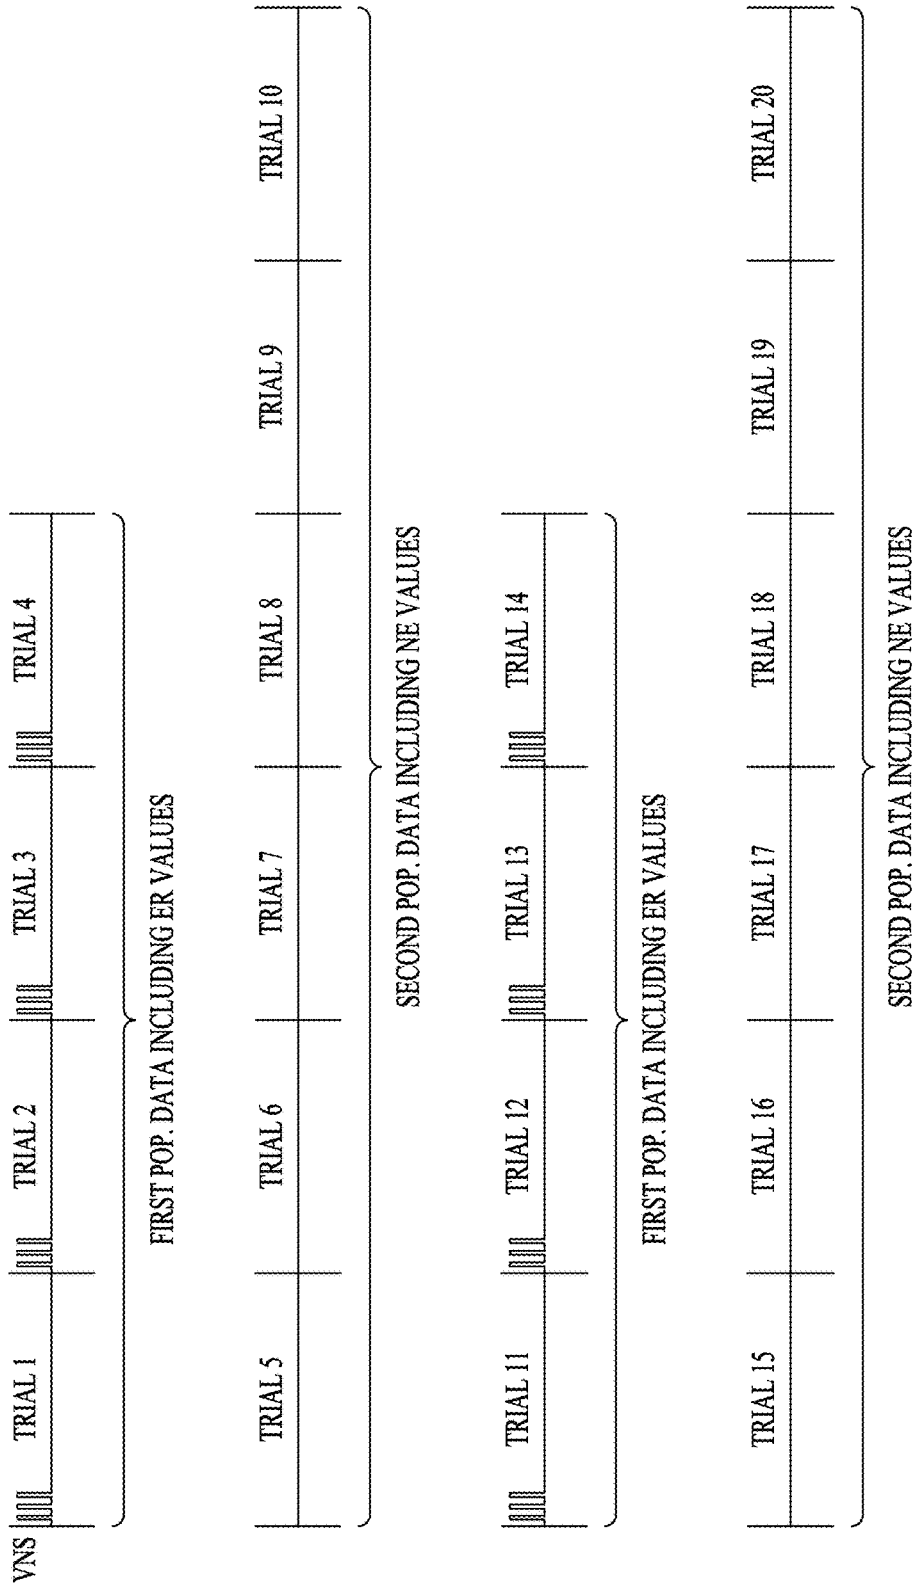 VNS
TRIAL 1
TRIAL 2
TRIAL 3
TRIAL 4
FIRST POP. DATA INCLUDING ER VALUES
TRIAL 5
TRIAL 6
TRIAL 7
TRIAL 8
TRIAL 9
TRIAL 10
SECOND POP. DATA INCLUDING NE VALUES
TRIAL 11
TRIAL 12
TRIAL 13
TRIAL 14
FIRST POP. DATA INCLUDING ER VALUES
TRIAL 15
TRIAL 16
TRIAL 17
TRIAL 18
TRIAL 19
TRIAL 20
SECOND POP. DATA INCLUDING NE VALUES